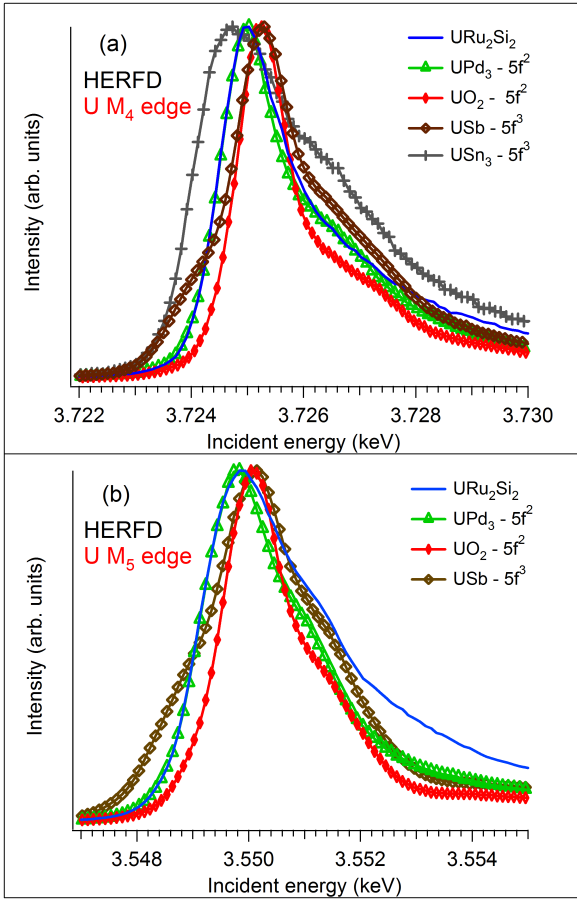 (a)
HERFD
U M₄ edge
URu₂Si₂
UPd₃ - 5f²
UO₂ - 5f²
USb - 5f³
USn₃ - 5f³
Intensity (arb. units)
3.722 3.724 3.726 3.728 3.730
Incident energy (keV)
(b)
HERFD
U M₅ edge
URu₂Si₂
UPd₃ - 5f²
UO₂ - 5f²
USb - 5f³
Intensity (arb. units)
3.548 3.550 3.552 3.554
Incident energy (keV)